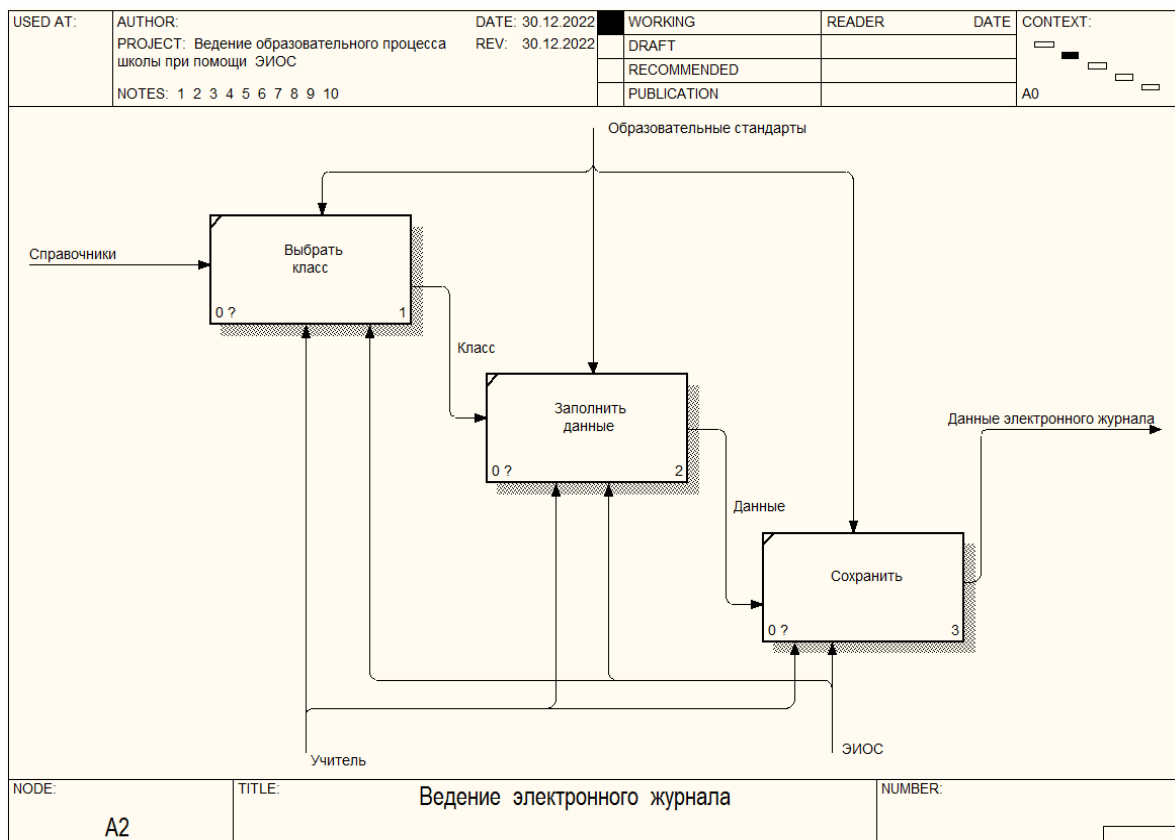 USED AT:
AUTHOR:
DATE: 30.12.2022
WORKING
READER
DATE
CONTEXT:
PROJECT: Ведение образовательного процесса
REV: 30.12.2022
DRAFT
школы при помощи ЭИОС
RECOMMENDED
NOTES: 1 2 3 4 5 6 7 8 9 10
PUBLICATION
A0
Образовательные стандарты
Справочники
Выбрать
класс
0 ?
1
Класс
Заполнить
данные
0 ?
2
Данные электронного журнала
Данные
Сохранить
0 ?
3
Учитель
ЭИОС
NODE:
TITLE:
Ведение электронного журнала
NUMBER:
A2